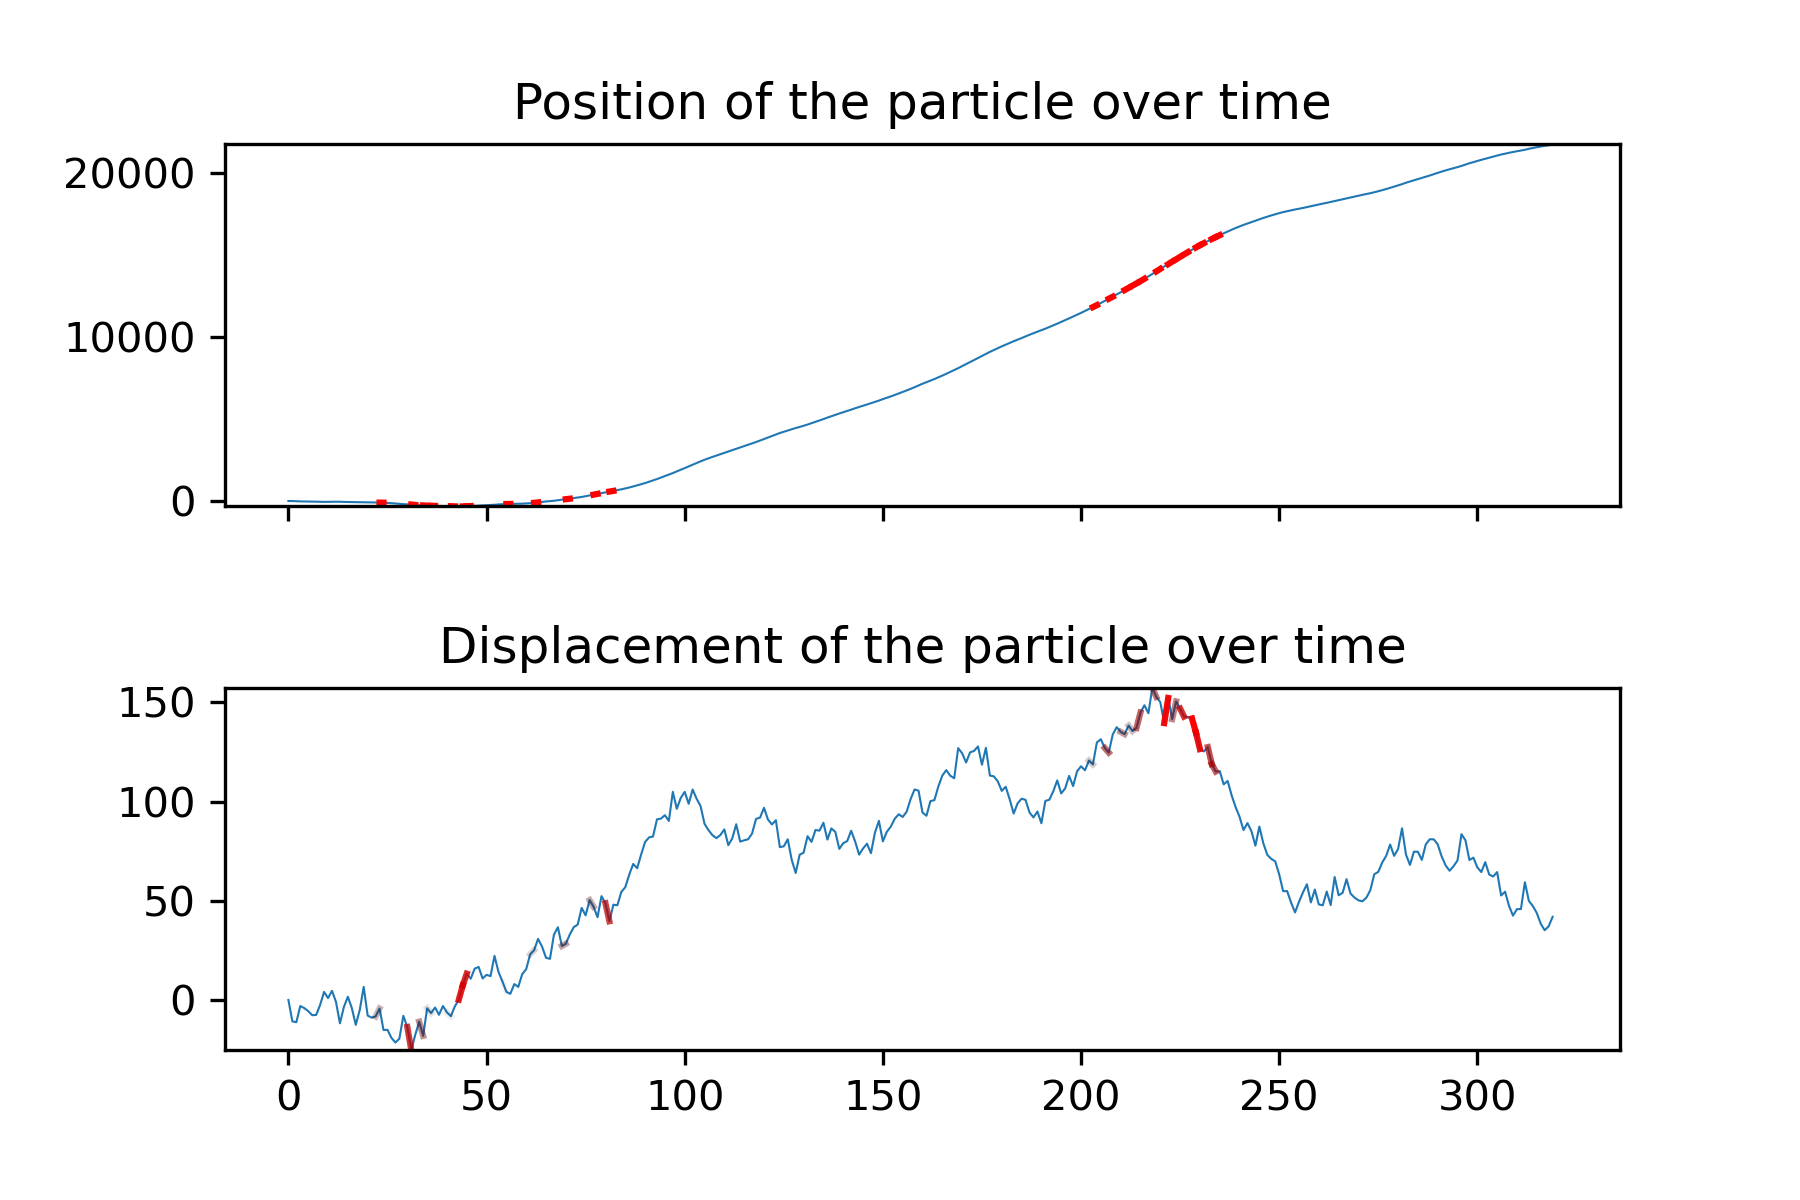 Position of the particle over time
20000
10000
0
Displacement of the particle over time
150
100
50
0
0 50 100 150 200 250 300